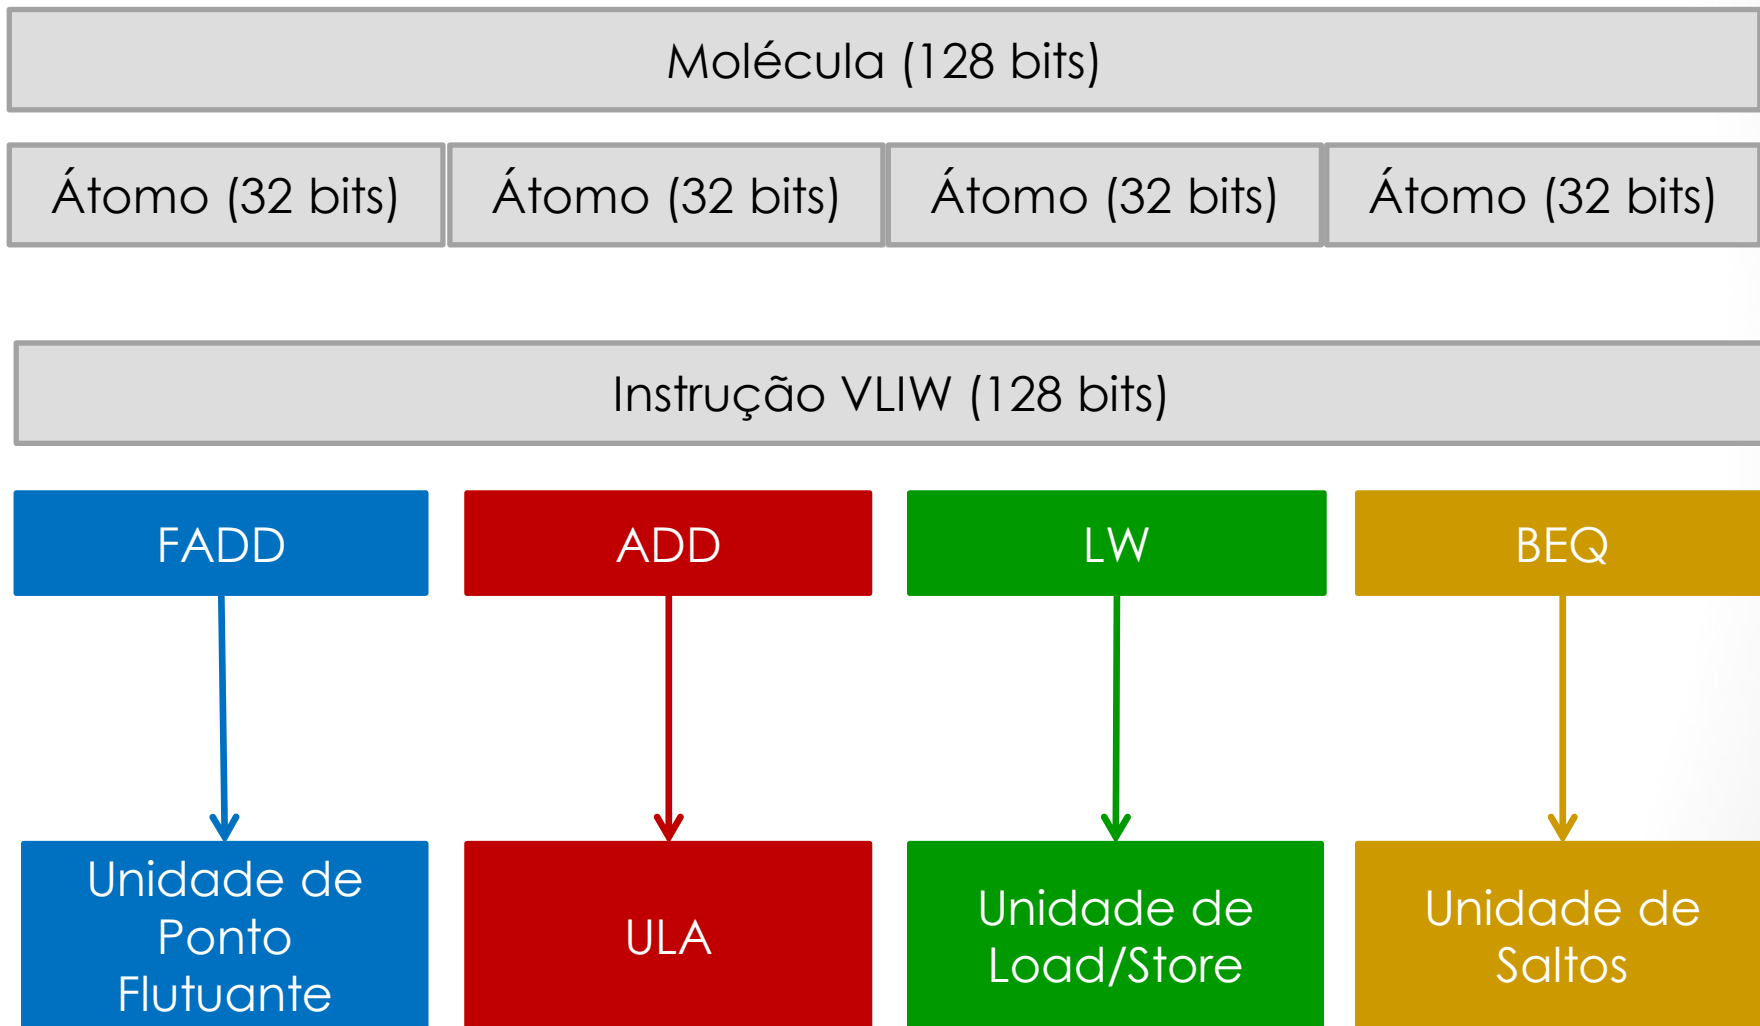 Molécula (128 bits)
Átomo (32 bits)
Átomo (32 bits)
Átomo (32 bits)
Átomo (32 bits)
Instrução VLIW (128 bits)
FADD
ADD
LW
BEQ
Unidade de
Ponto
Flutuante
ULA
Unidade de
Load/Store
Unidade de
Saltos